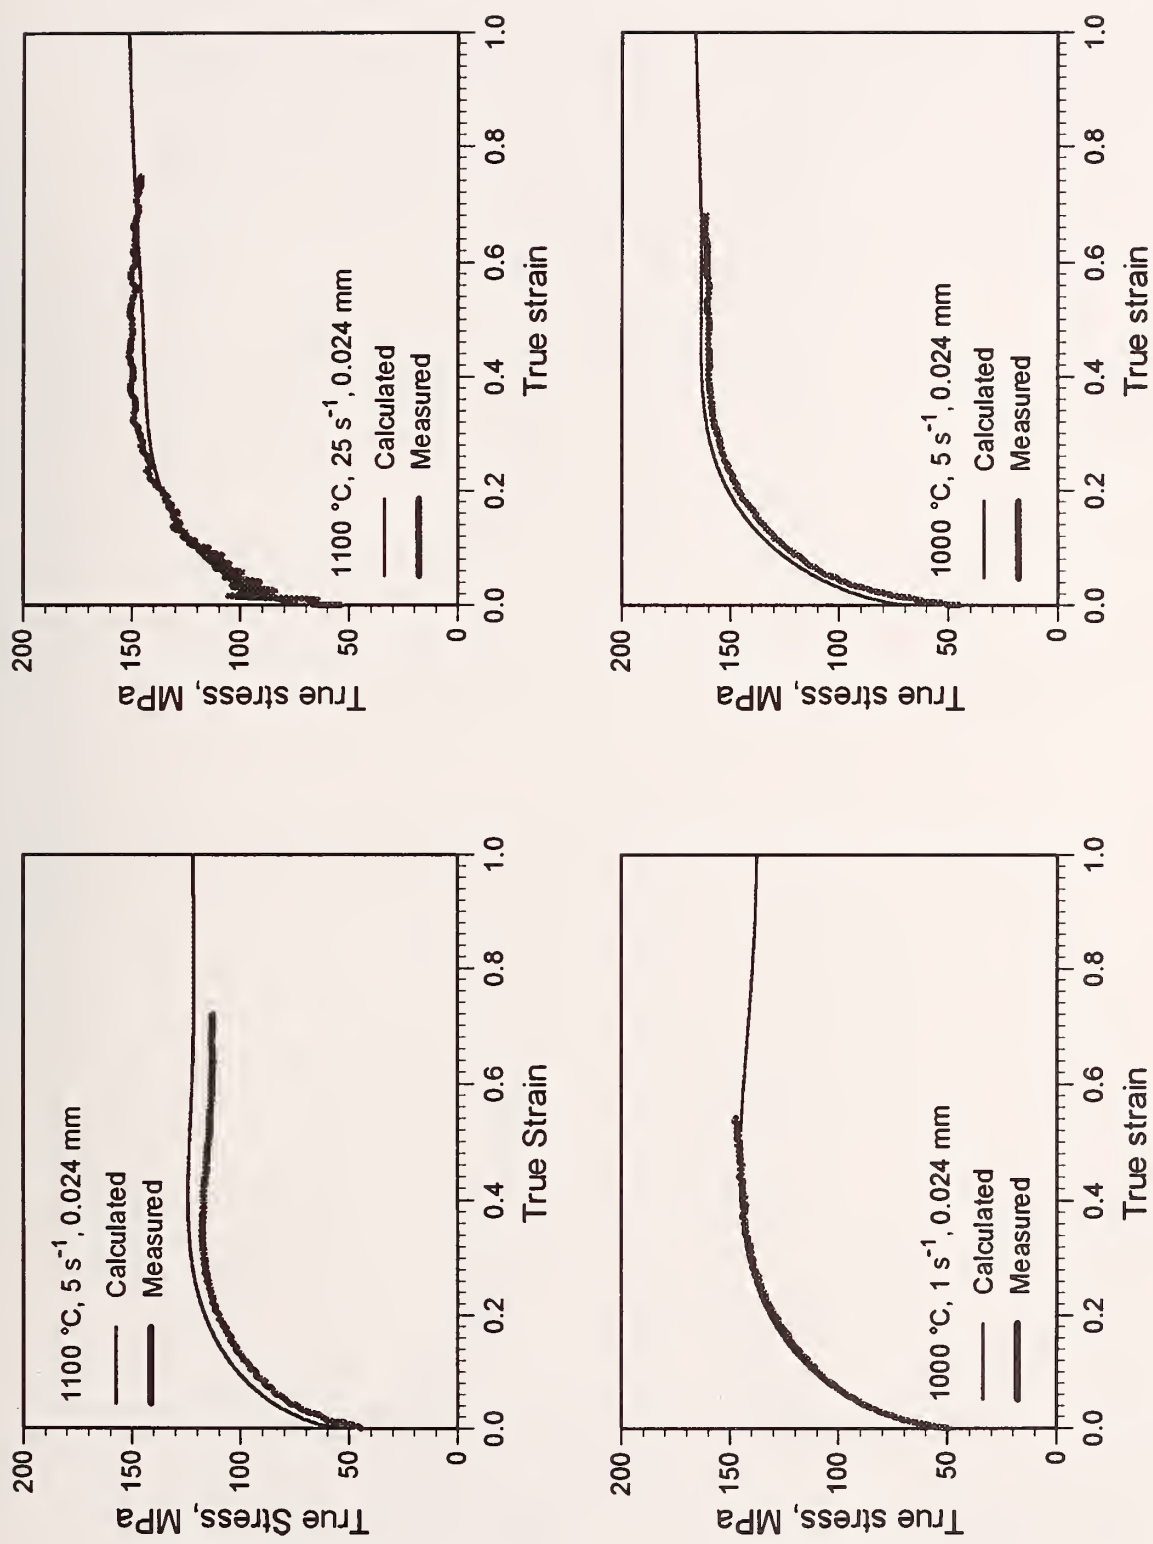 1100 °C, 5 s⁻¹, 0.024 mm
Calculated
Measured
True Stress, MPa
200
150
100
50
0
0.0 0.2 0.4 0.6 0.8 1.0
True Strain
1100 °C, 25 s⁻¹, 0.024 mm
Calculated
Measured
True stress, MPa
200
150
100
50
0
0.0 0.2 0.4 0.6 0.8 1.0
True strain
1000 °C, 1 s⁻¹, 0.024 mm
Calculated
Measured
True stress, MPa
200
150
100
50
0
0.0 0.2 0.4 0.6 0.8 1.0
True strain
1000 °C, 5 s⁻¹, 0.024 mm
Calculated
Measured
True stress, MPa
200
150
100
50
0
0.0 0.2 0.4 0.6 0.8 1.0
True strain